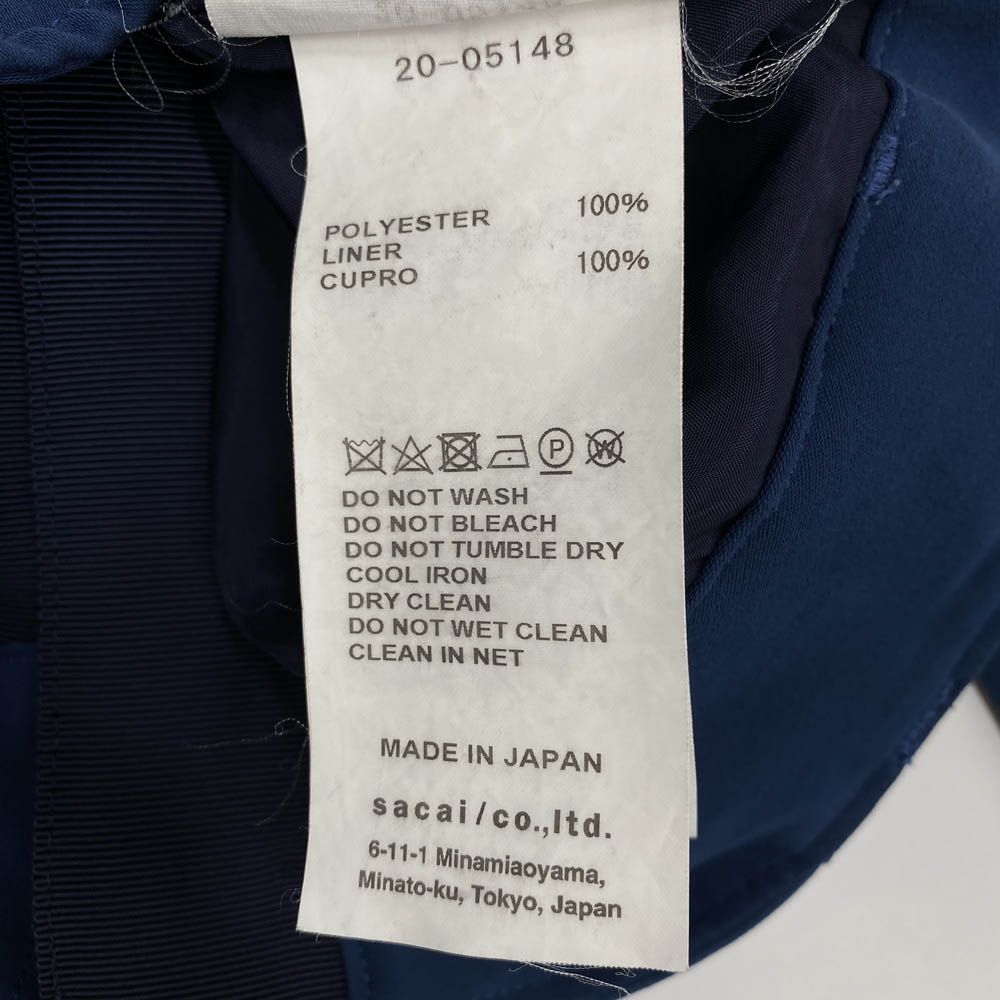 20-05148
POLYESTER 100%
LINER
CUPRO 100%
P W
DO NOT WASH
DO NOT BLEACH
DO NOT TUMBLE DRY
COOL IRON
DRY CLEAN
DO NOT WET CLEAN
CLEAN IN NET
MADE IN JAPAN
sacai/co.,ltd.
6-11-1 Minamiaoyama,
Minato-ku, Tokyo, Japan